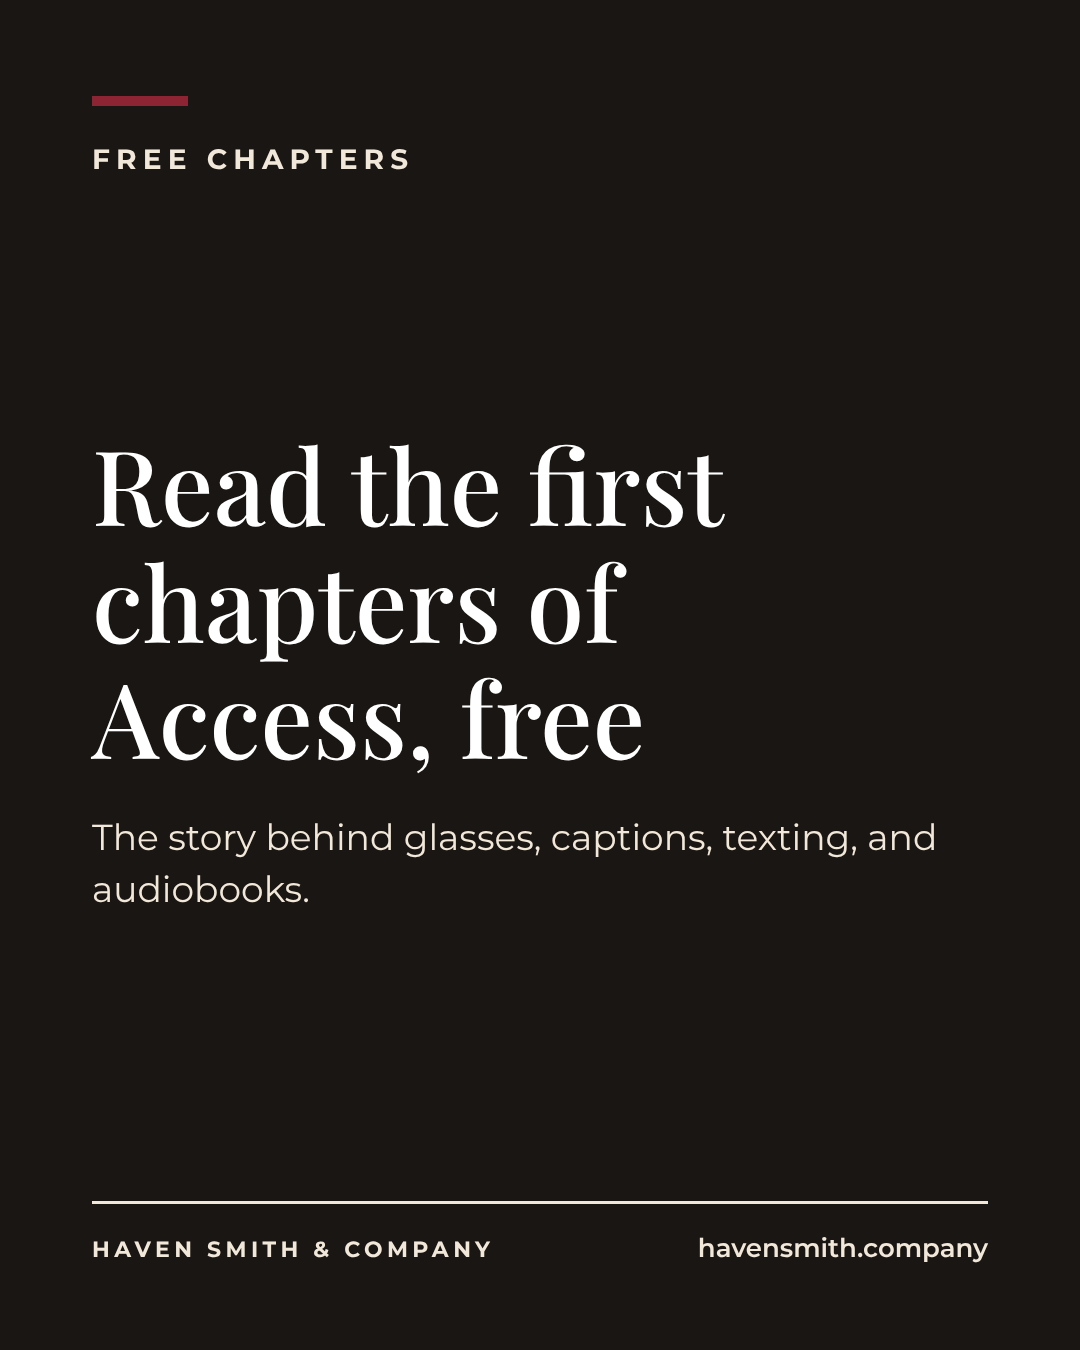 FREE CHAPTERS
Read the first
chapters of
Access, free
The story behind glasses, captions, texting, and
audiobooks.
HAVEN SMITH & COMPANY
havensmith.company